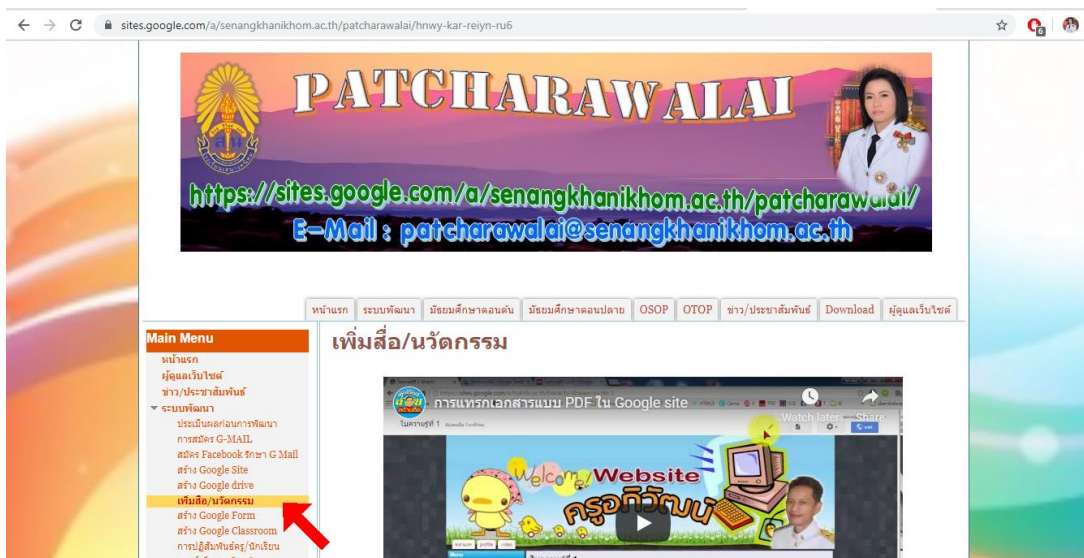 sites.google.com/a/senangkhanikhom.ac.th/patcharawalai/hnwy-kar-reiyn-ru6
6
PATCHARAWALAI
https://sites.google.com/a/senangkhanikhom.ac.th/patcharawalai/
E-Mail : patcharawalai@senangkhanikhom.ac.th
หน้าแรก ระบบพัฒนา มัธยมศึกษาตอนต้น มัธยมศึกษาตอนปลาย OSOP OTOP ข่าว/ประชาสัมพันธ์ Download ผู้ดูแลเว็บไซต์
Main Menu
หน้าแรก
ผู้ดูแลเว็บไซต์
ข่าว/ประชาสัมพันธ์
ระบบพัฒนา
ประเมินผลก่อนการพัฒนา
การสมัคร G-MAIL
สมัคร Facebook รักษา G Mail
สร้าง Google Site
สร้าง Google drive
เพิ่มสื่อ/นวัตกรรม
สร้าง Google Form
สร้าง Google Classroom
การปฏิสัมพันธ์ครู/นักเรียน
เพิ่มสื่อ/นวัตกรรม
การแทรกเอกสารแบบ PDF ใน Google site
Watch later Share
ใบความรู้ที่ 1
Welcome Website
ครูอภิวัฒน์